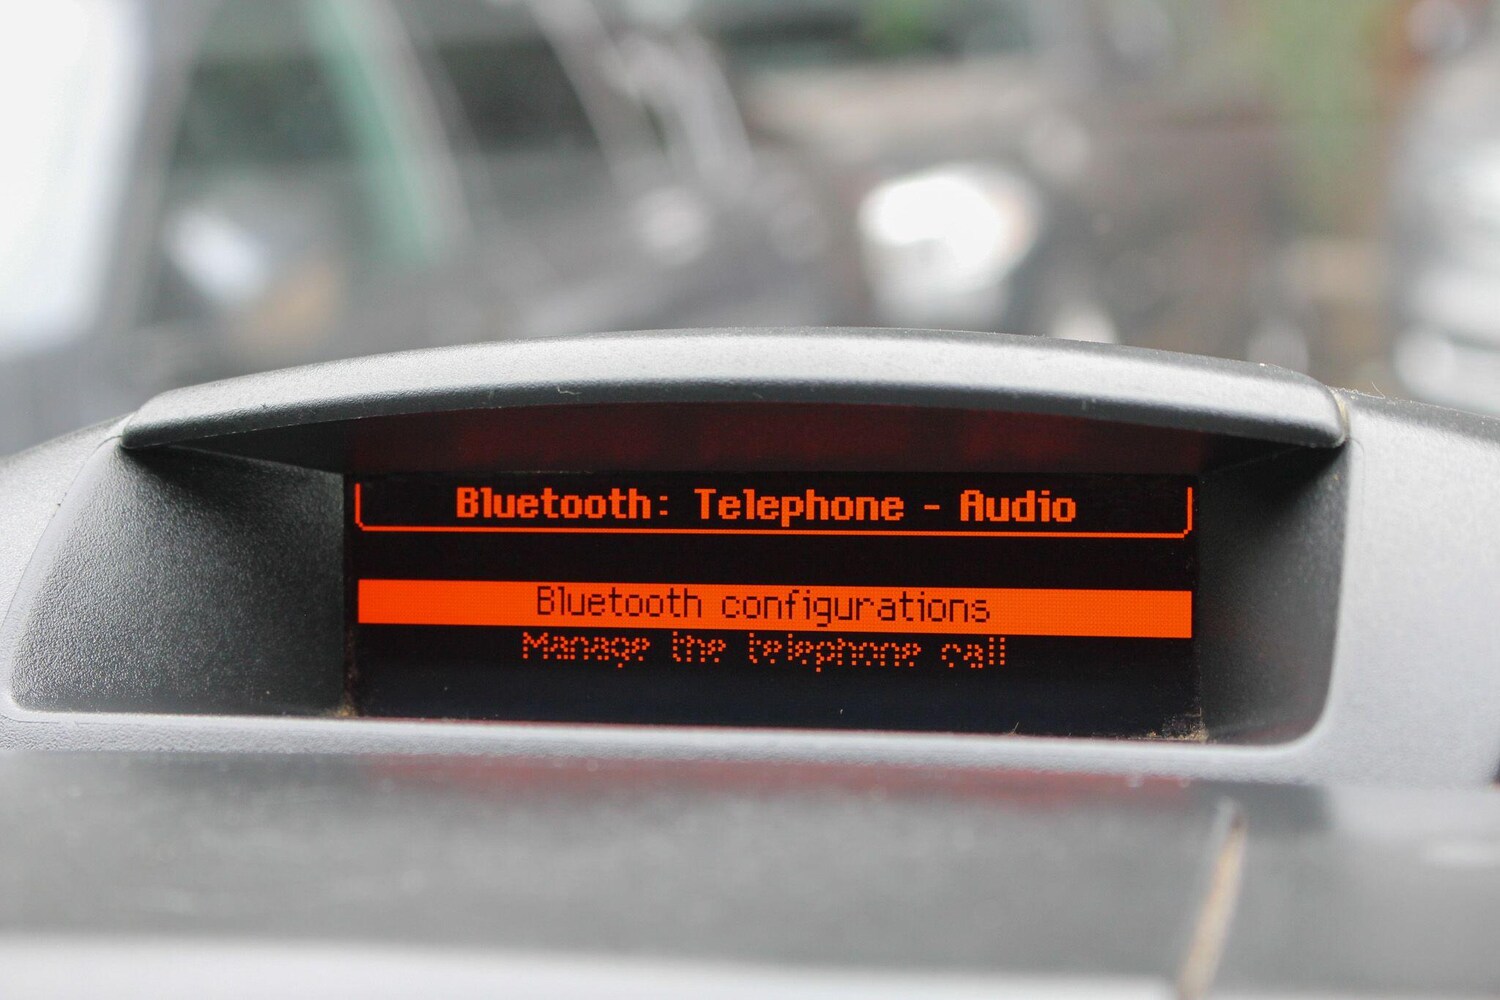 Bluetooth: Telephone - Audio
Bluetooth configurations
Manage the telephone call